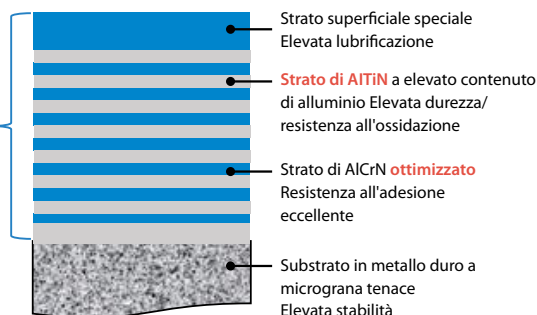 Strato superficiale speciale
Elevata lubrificazione
Strato di AlTiN a elevato contenuto
di alluminio Elevata durezza/
resistenza all'ossidazione
Strato di AlCrN ottimizzato
Resistenza all'adesione
eccellente
Substrato in metallo duro a
micrograna tenace
Elevata stabilità